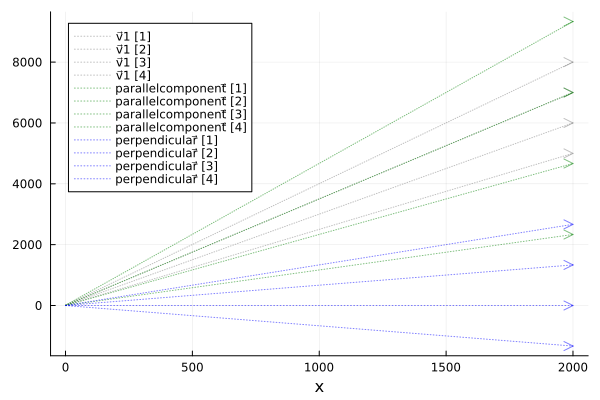 v⃗1 [1]
v⃗1 [2]
v⃗1 [3]
v⃗1 [4]
parallelcomponent⃗ [1]
parallelcomponent⃗ [2]
parallelcomponent⃗ [3]
parallelcomponent⃗ [4]
perpendicular⃗ [1]
perpendicular⃗ [2]
perpendicular⃗ [3]
perpendicular⃗ [4]
8000
6000
4000
2000
0
0 500 1000 1500 2000
x